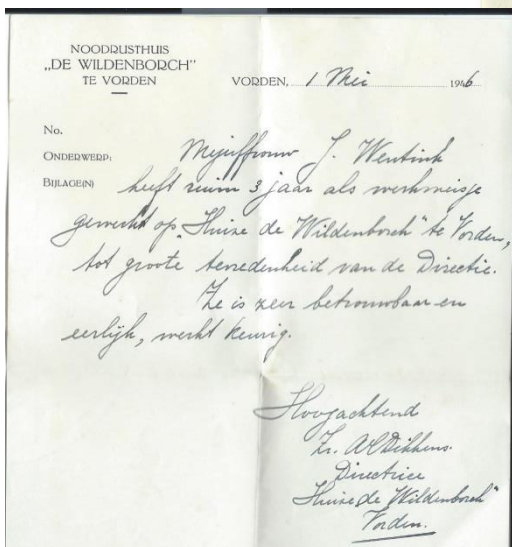 NOODRUSTHUIS
„DE WILDENBORCH"
TE VORDEN
VORDEN, 1 Mei 1946
No.
ONDERWERP: Mejuffrouw J. Wentink
BIJLAGE(N) heeft ruim 3 jaar als werkmeisje
gewerkt op „Huize de Wildenborch" te Vorden,
tot groote tevredenheid van de Directie.
Ze is zeer betrouwbaar en
eerlijk, werkt keurig.
Hoogachtend
Zr. Dikkens.
Directrice
Huize „de Wildenborch"
Vorden.